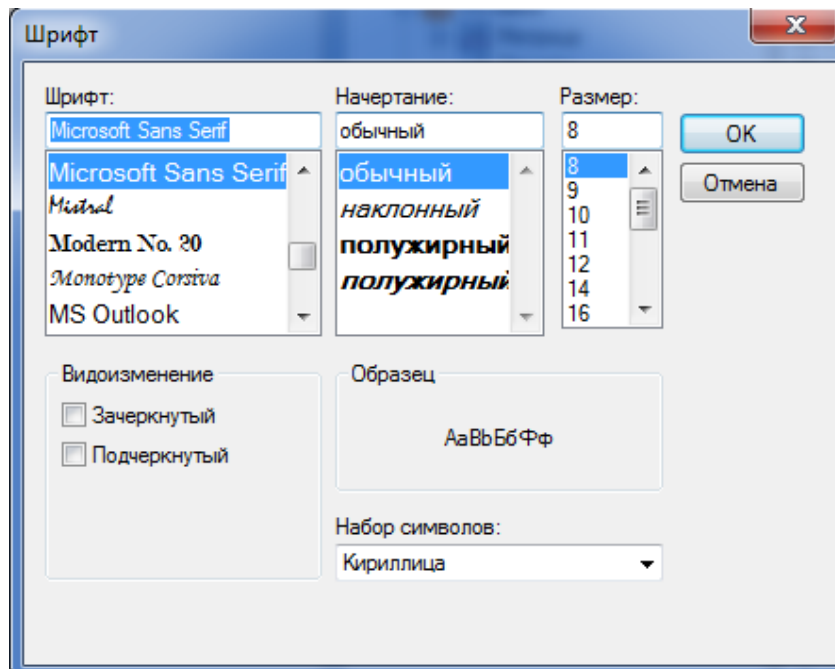 Шрифт
Шрифт:
Начертание:
Размер:
Microsoft Sans Serif
обычный
8
OK
Microsoft Sans Serif
обычный
8
Отмена
Mistral
наклонный
9
Modern No. 20
полужирный
10
Monotype Corsiva
полужирный
11
MS Outlook
12
14
16
Видоизменение
Образец
Зачеркнутый
АаBbБбФф
Подчеркнутый
Набор символов:
Кириллица